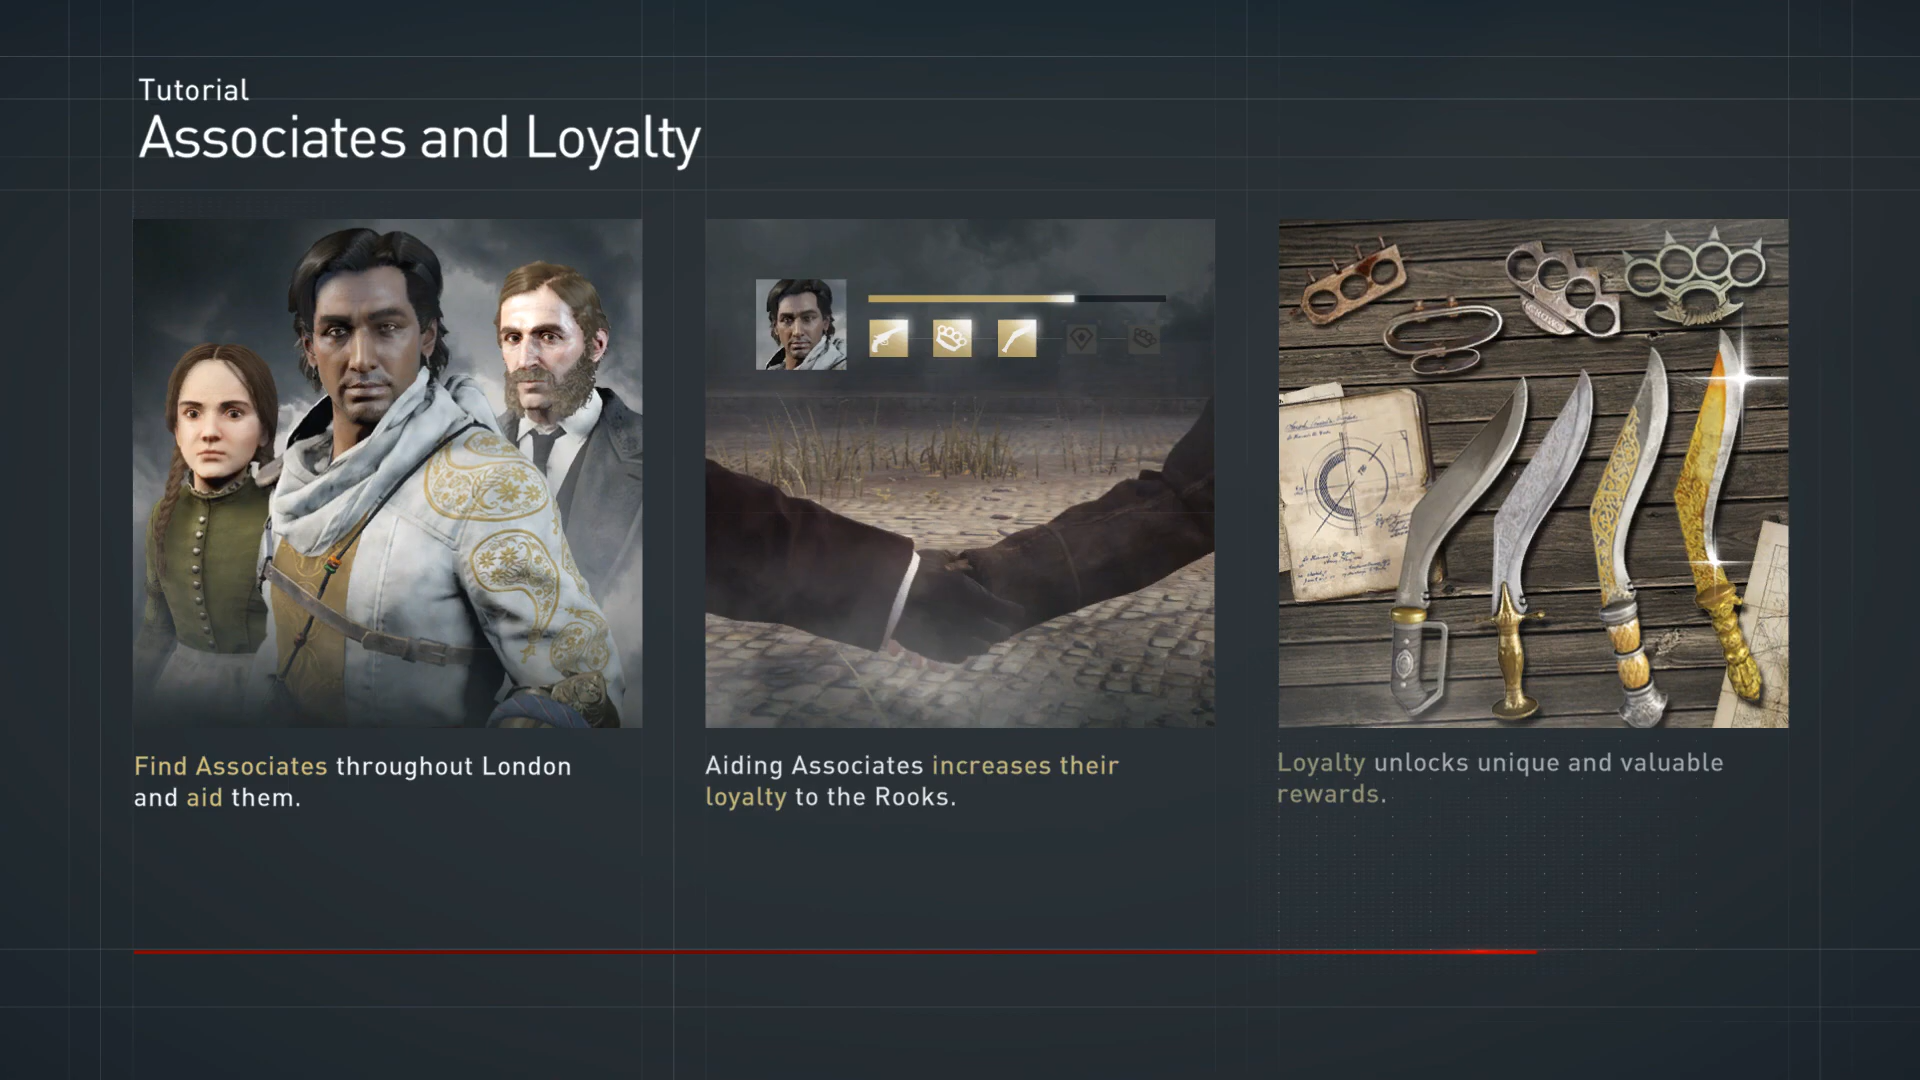 Tutorial
Associates and Loyalty
Find Associates throughout London
and aid them.
Aiding Associates increases their
loyalty to the Rooks.
Loyalty unlocks unique and valuable
rewards.